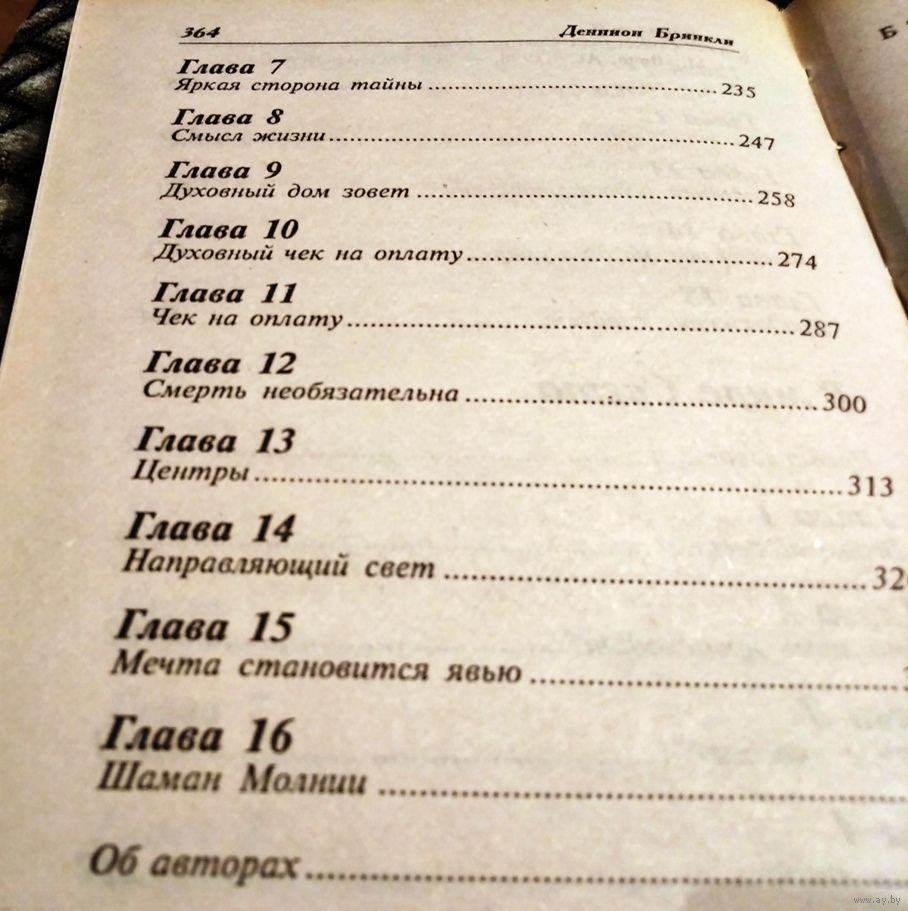 364 Деннион Бринкли
Глава 7
Яркая сторона тайны ........ 235
Глава 8
Смысл жизни ........ 247
Глава 9
Духовный дом зовет ........ 258
Глава 10
Духовный чек на оплату ........ 274
Глава 11
Чек на оплату ........ 287
Глава 12
Смерть необязательна ........ 300
Глава 13
Центры ........ 313
Глава 14
Направляющий свет ........
Глава 15
Мечта становится явью ........
Глава 16
Шаман Молнии ........
Об авторах ........
www.ay.by